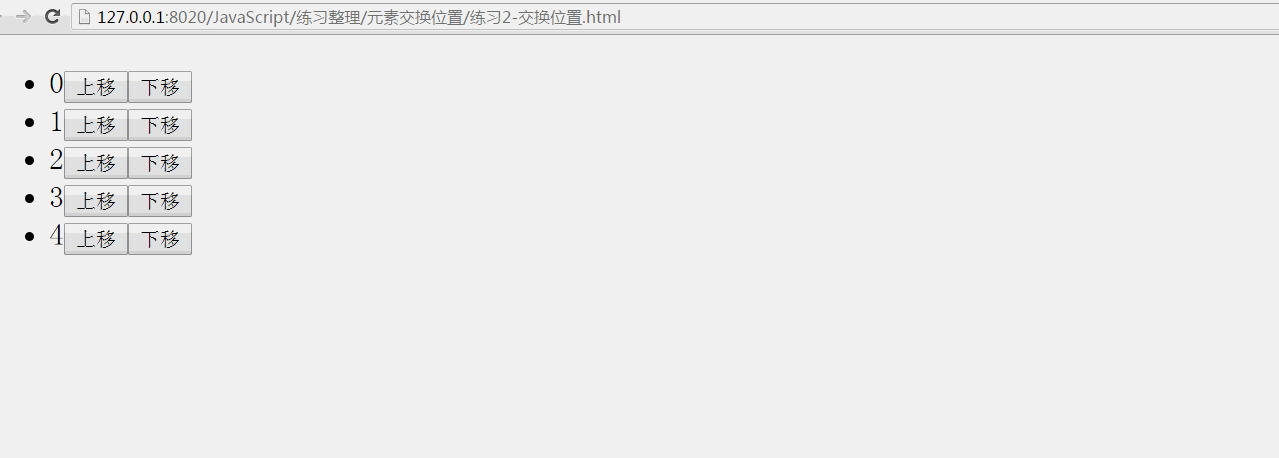 127.0.0.1:8020/JavaScript/练习整理/元素交换位置/练习2-交换位置.html
0 上移 下移
1 上移 下移
2 上移 下移
3 上移 下移
4 上移 下移